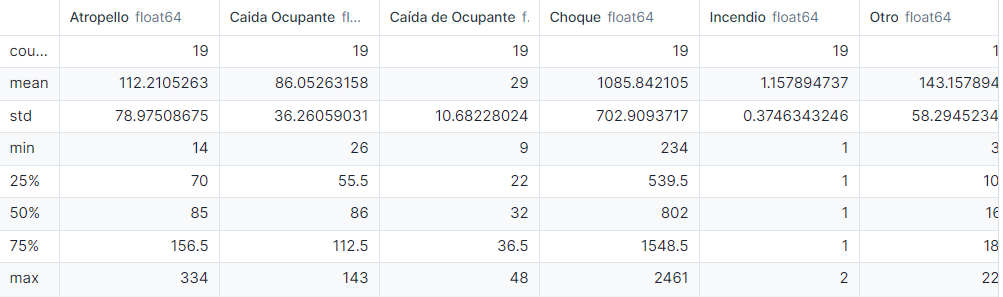 Atropello float64 Caida Ocupante fl... Caída de Ocupante f. Choque float64 Incendio float64 Otro float64
cou... 19 19 19 19 19 1
mean 112.2105263 86.05263158 29 1085.842105 1.157894737 143.157894
std 78.97508675 36.26059031 10.68228024 702.9093717 0.3746343246 58.2945234
min 14 26 9 234 1 3
25% 70 55.5 22 539.5 1 10
50% 85 86 32 802 1 16
75% 156.5 112.5 36.5 1548.5 1 18
max 334 143 48 2461 2 22